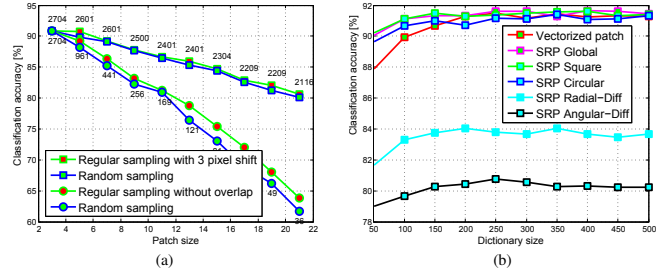 2704 2601
2601
2500
2401 2401
2304
2209 2209
2116
2704
961
441
256
169
121
49
36
Regular sampling with 3 pixel shift
Random sampling
Regular sampling without overlap
Random sampling
95
90
85
80
75
70
65
60
Classification accuracy [%]
2 4 6 8 10 12 14 16 18 20 22
Patch size
(a)
Vectorized patch
SRP Global
SRP Square
SRP Circular
SRP Radial−Diff
SRP Angular−Diff
92
90
88
86
84
82
80
78
Classification accuracy [%]
50 100 150 200 250 300 350 400 450 500
Dictionary size
(b)